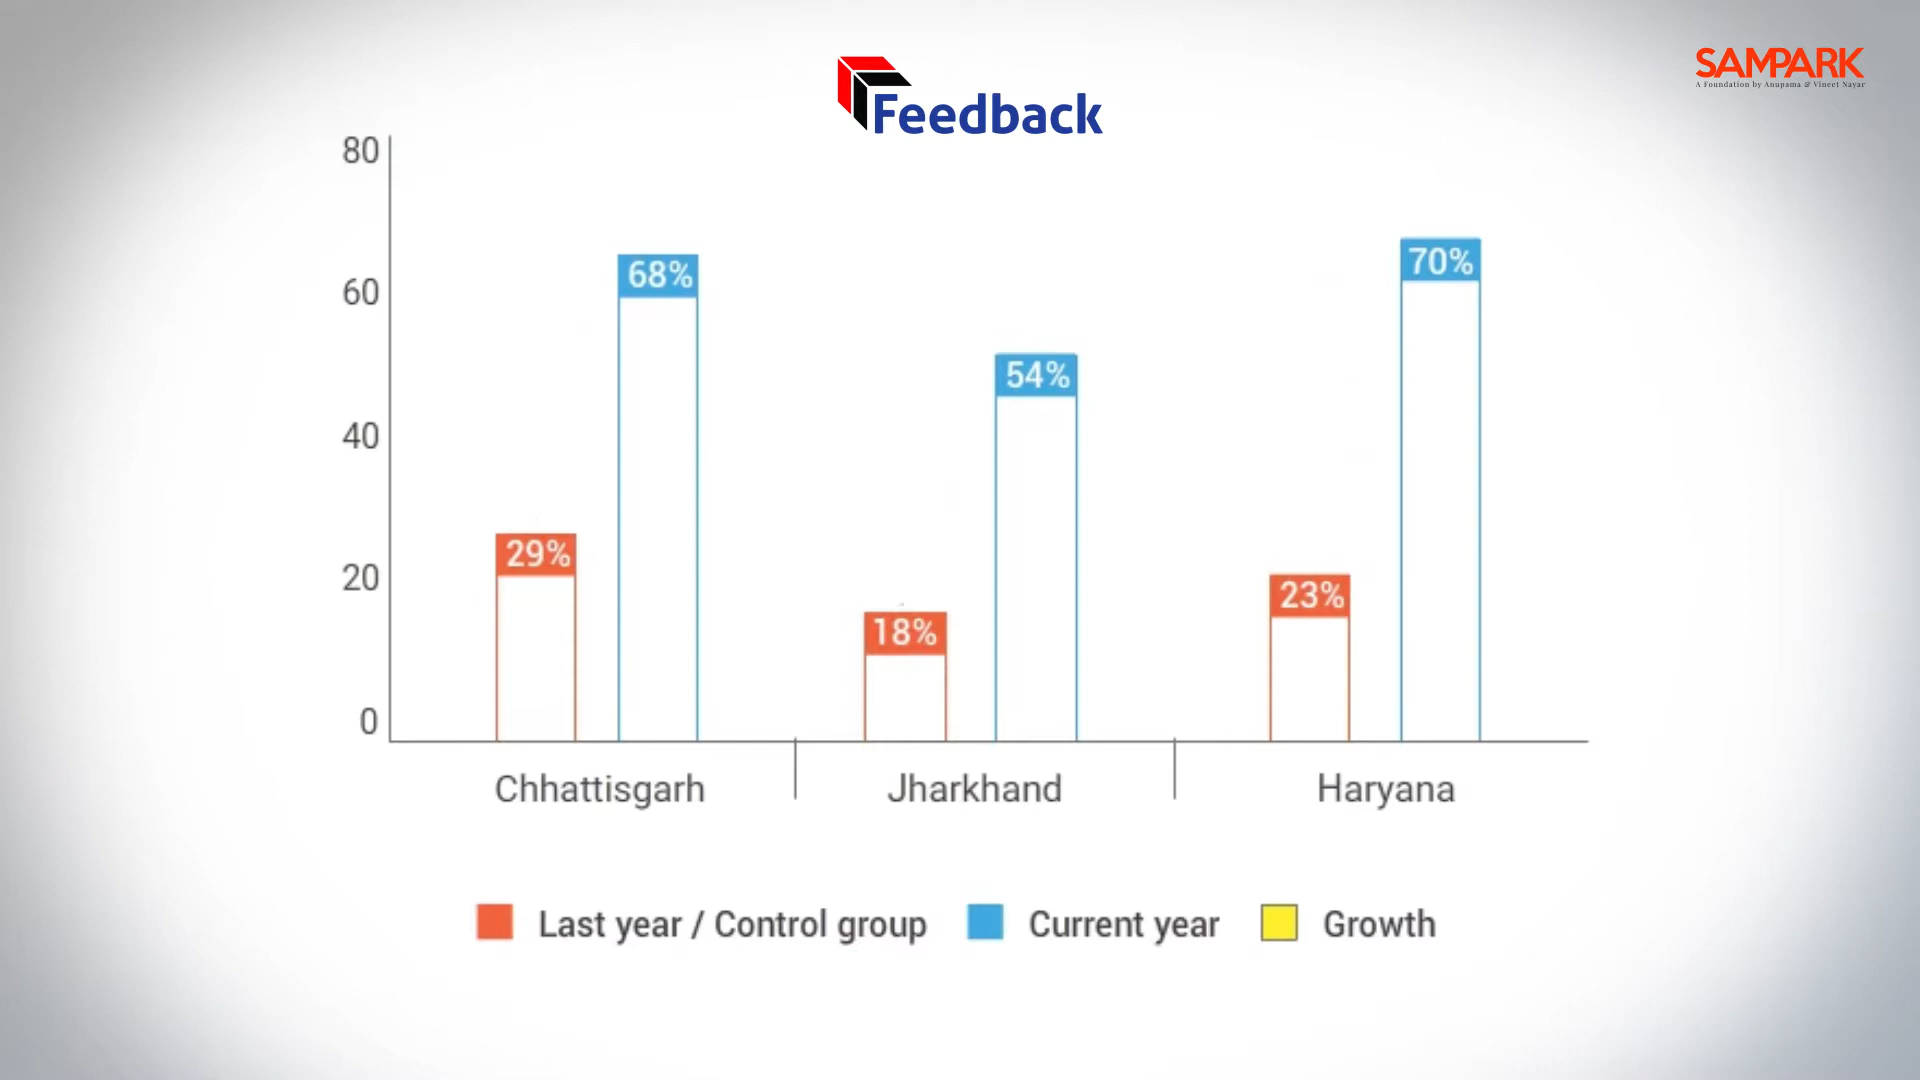 Feedback
SAMPARK
A Foundation by Anupama & Vineet Nayar
80
60
40
20
0
29%
68%
18%
54%
23%
70%
Chhattisgarh
Jharkhand
Haryana
Last year / Control group
Current year
Growth